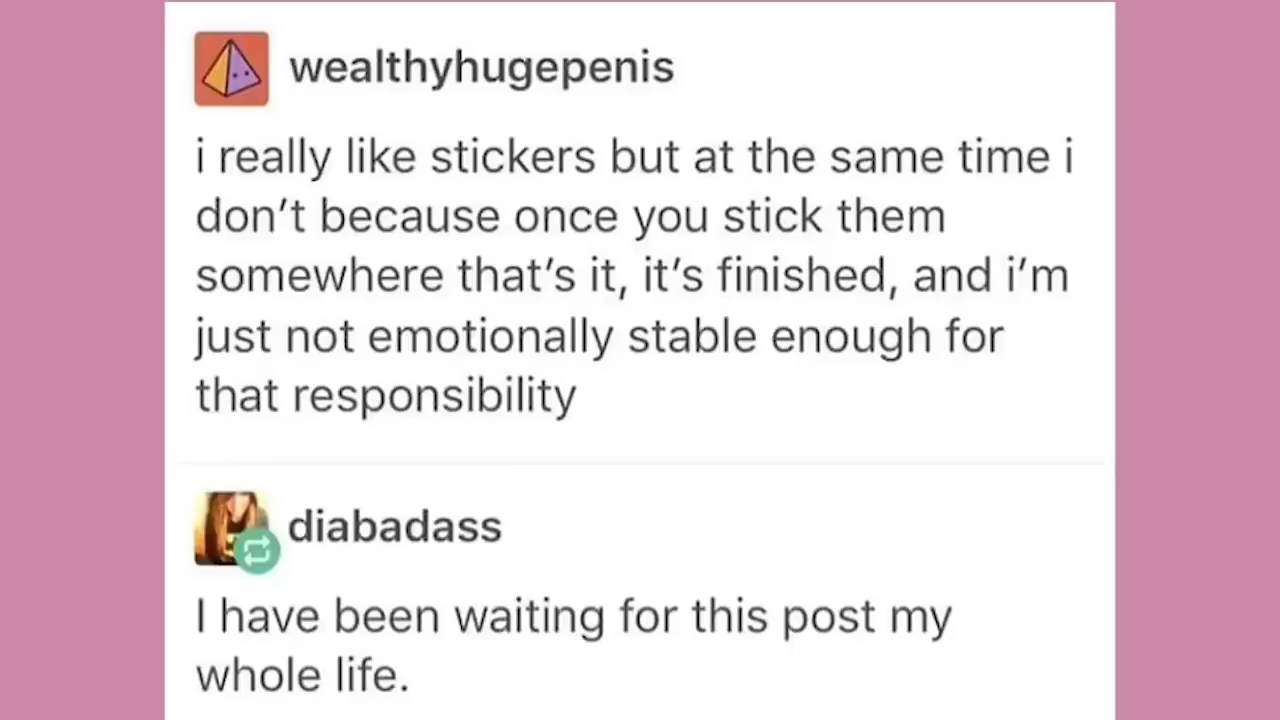 wealthyhugepenis
i really like stickers but at the same time i
don’t because once you stick them
somewhere that’s it, it’s finished, and i’m
just not emotionally stable enough for
that responsibility
diabadass
I have been waiting for this post my
whole life.